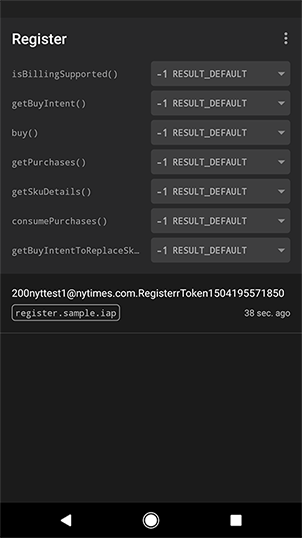 Register
isBillingSupported() -1 RESULT_DEFAULT
getBuyIntent() -1 RESULT_DEFAULT
buy() -1 RESULT_DEFAULT
getPurchases() -1 RESULT_DEFAULT
getSkuDetails() -1 RESULT_DEFAULT
consumePurchases() -1 RESULT_DEFAULT
getBuyIntentToReplaceSk… -1 RESULT_DEFAULT
200nyttest1@nytimes.com.RegisterrToken1504195571850
register.sample.iap 38 sec. ago